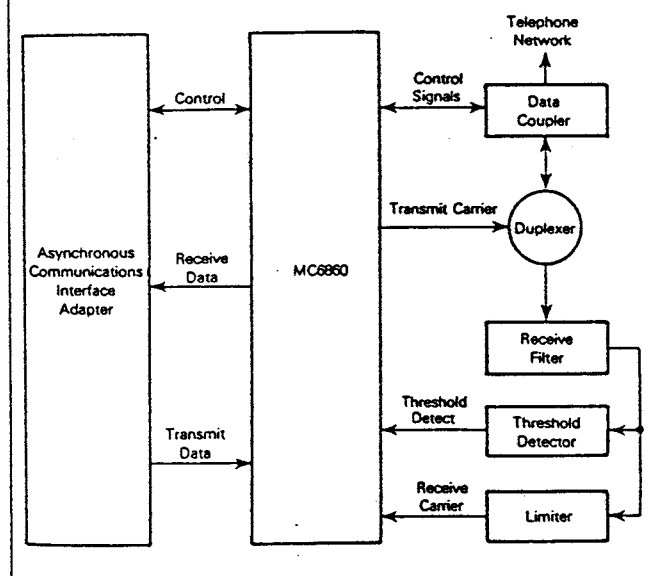 Telephone
Network
Control
Control
Signals
Data
Coupler
Transmit Carrier
Duplexer
Asynchronous
Communications
Interface
Adapter
Receive
Data
MC6860
Receive
Filter
Threshold
Detect
Threshold
Detector
Transmit
Data
Receive
Carrier
Limiter